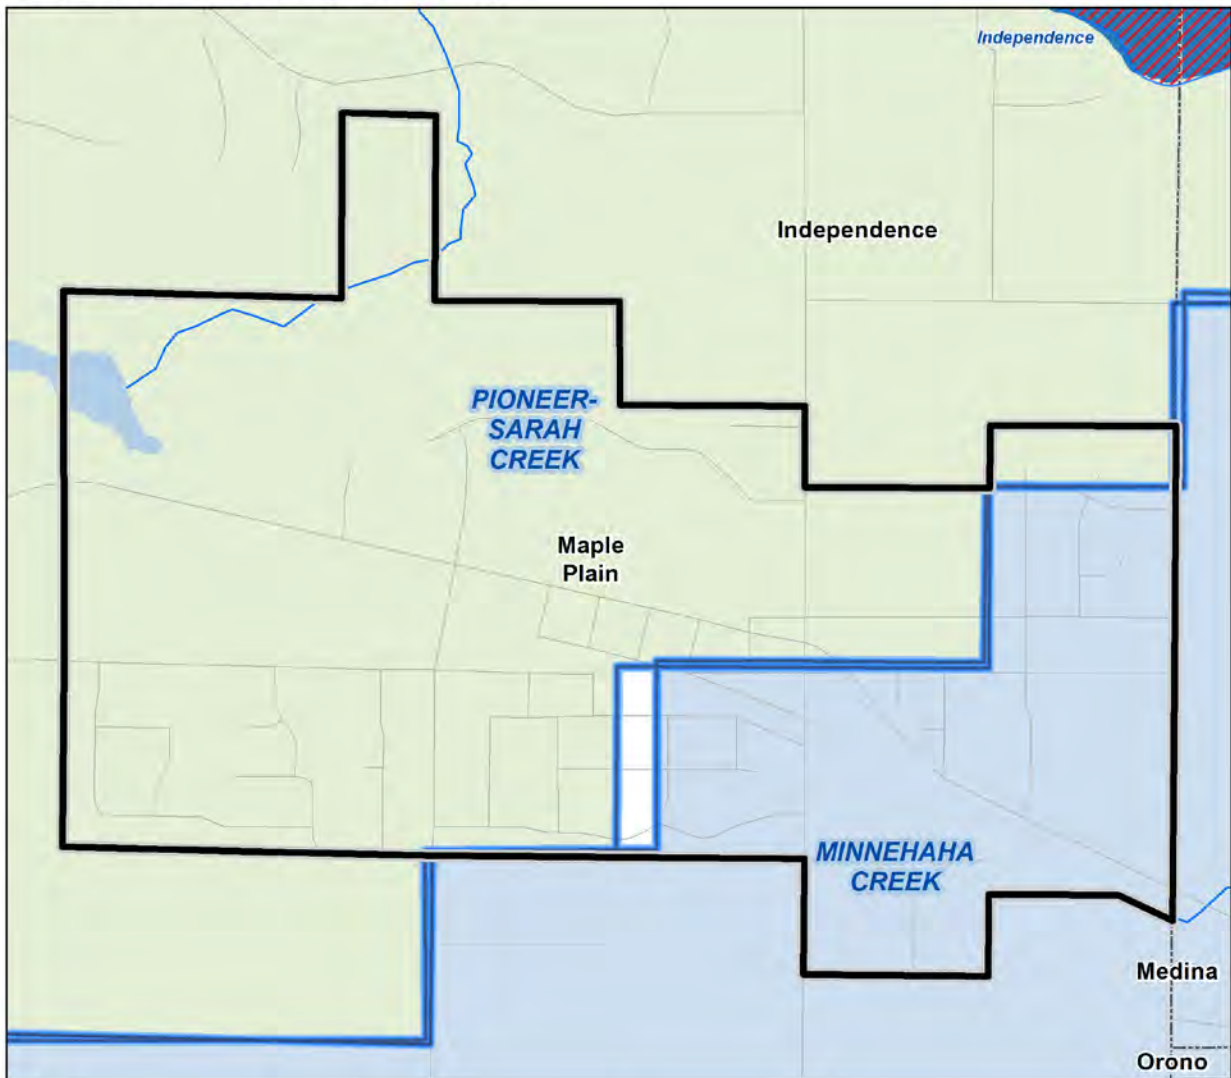 Independence
Independence
PIONEER-
SARAH
CREEK
Maple
Plain
MINNEHAHA
CREEK
Medina
Orono